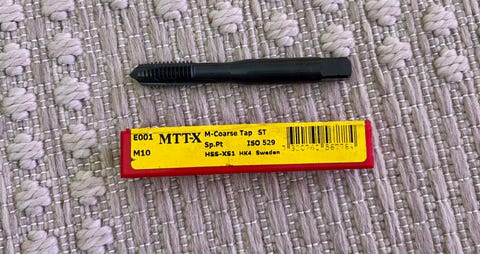 E001 MTT-X M-Coarse Tap ST
M10 Sp.Pt ISO 529
HSS-XS1 HK4 Sweden